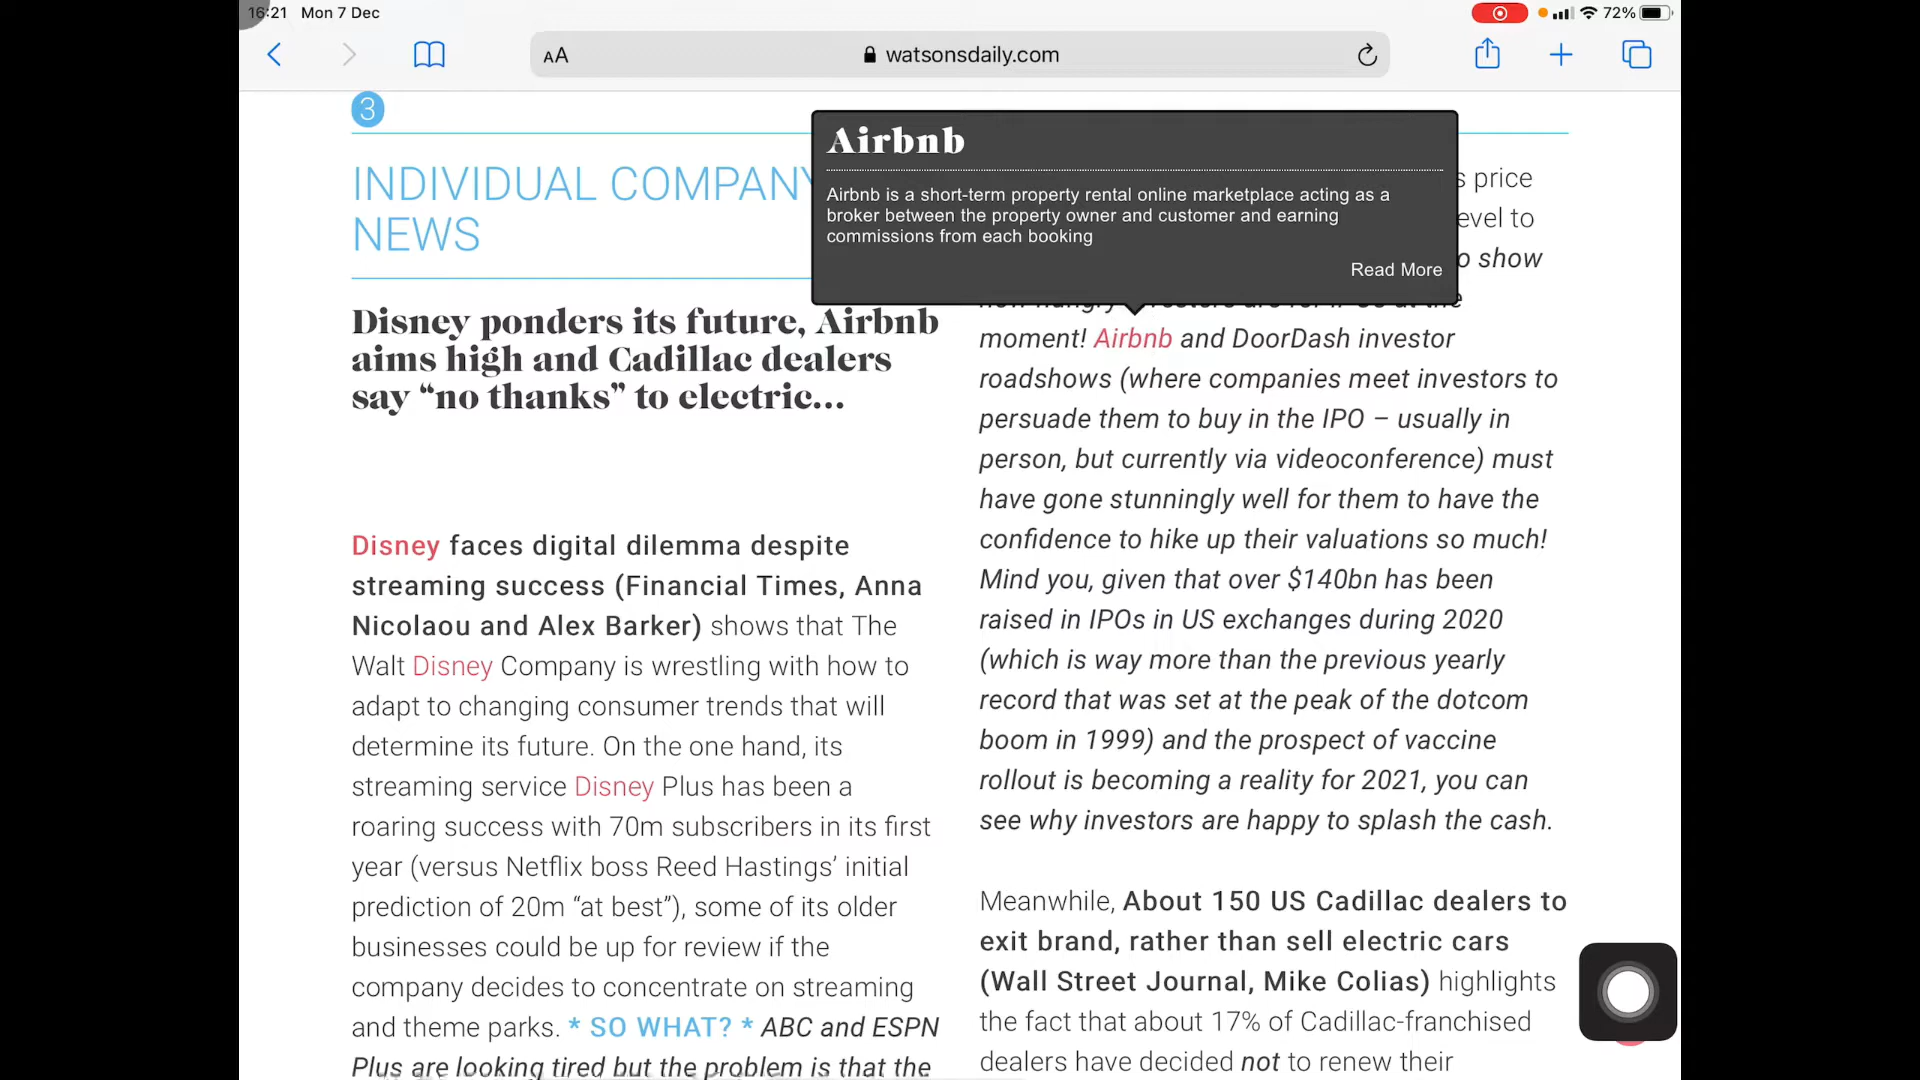 16:21 Mon 7 Dec
72%
AA
watsonsdaily.com
3
INDIVIDUAL COMPANY
NEWS
Disney ponders its future, Airbnb
aims high and Cadillac dealers
say “no thanks” to electric...
Disney faces digital dilemma despite
streaming success (Financial Times, Anna
Nicolaou and Alex Barker) shows that The
Walt Disney Company is wrestling with how to
adapt to changing consumer trends that will
determine its future. On the one hand, its
streaming service Disney Plus has been a
roaring success with 70m subscribers in its first
year (versus Netflix boss Reed Hastings’ initial
prediction of 20m “at best”), some of its older
businesses could be up for review if the
company decides to concentrate on streaming
and theme parks. * SO WHAT? * ABC and ESPN
Plus are looking tired but the problem is that the
Airbnb
Airbnb is a short-term property rental online marketplace acting as a
broker between the property owner and customer and earning
commissions from each booking
Read More
price
level to
show
how hungry investors are for IPOs at the
moment! Airbnb and DoorDash investor
roadshows (where companies meet investors to
persuade them to buy in the IPO – usually in
person, but currently via videoconference) must
have gone stunningly well for them to have the
confidence to hike up their valuations so much!
Mind you, given that over $140bn has been
raised in IPOs in US exchanges during 2020
(which is way more than the previous yearly
record that was set at the peak of the dotcom
boom in 1999) and the prospect of vaccine
rollout is becoming a reality for 2021, you can
see why investors are happy to splash the cash.
Meanwhile, About 150 US Cadillac dealers to
exit brand, rather than sell electric cars
(Wall Street Journal, Mike Colias) highlights
the fact that about 17% of Cadillac-franchised
dealers have decided not to renew their